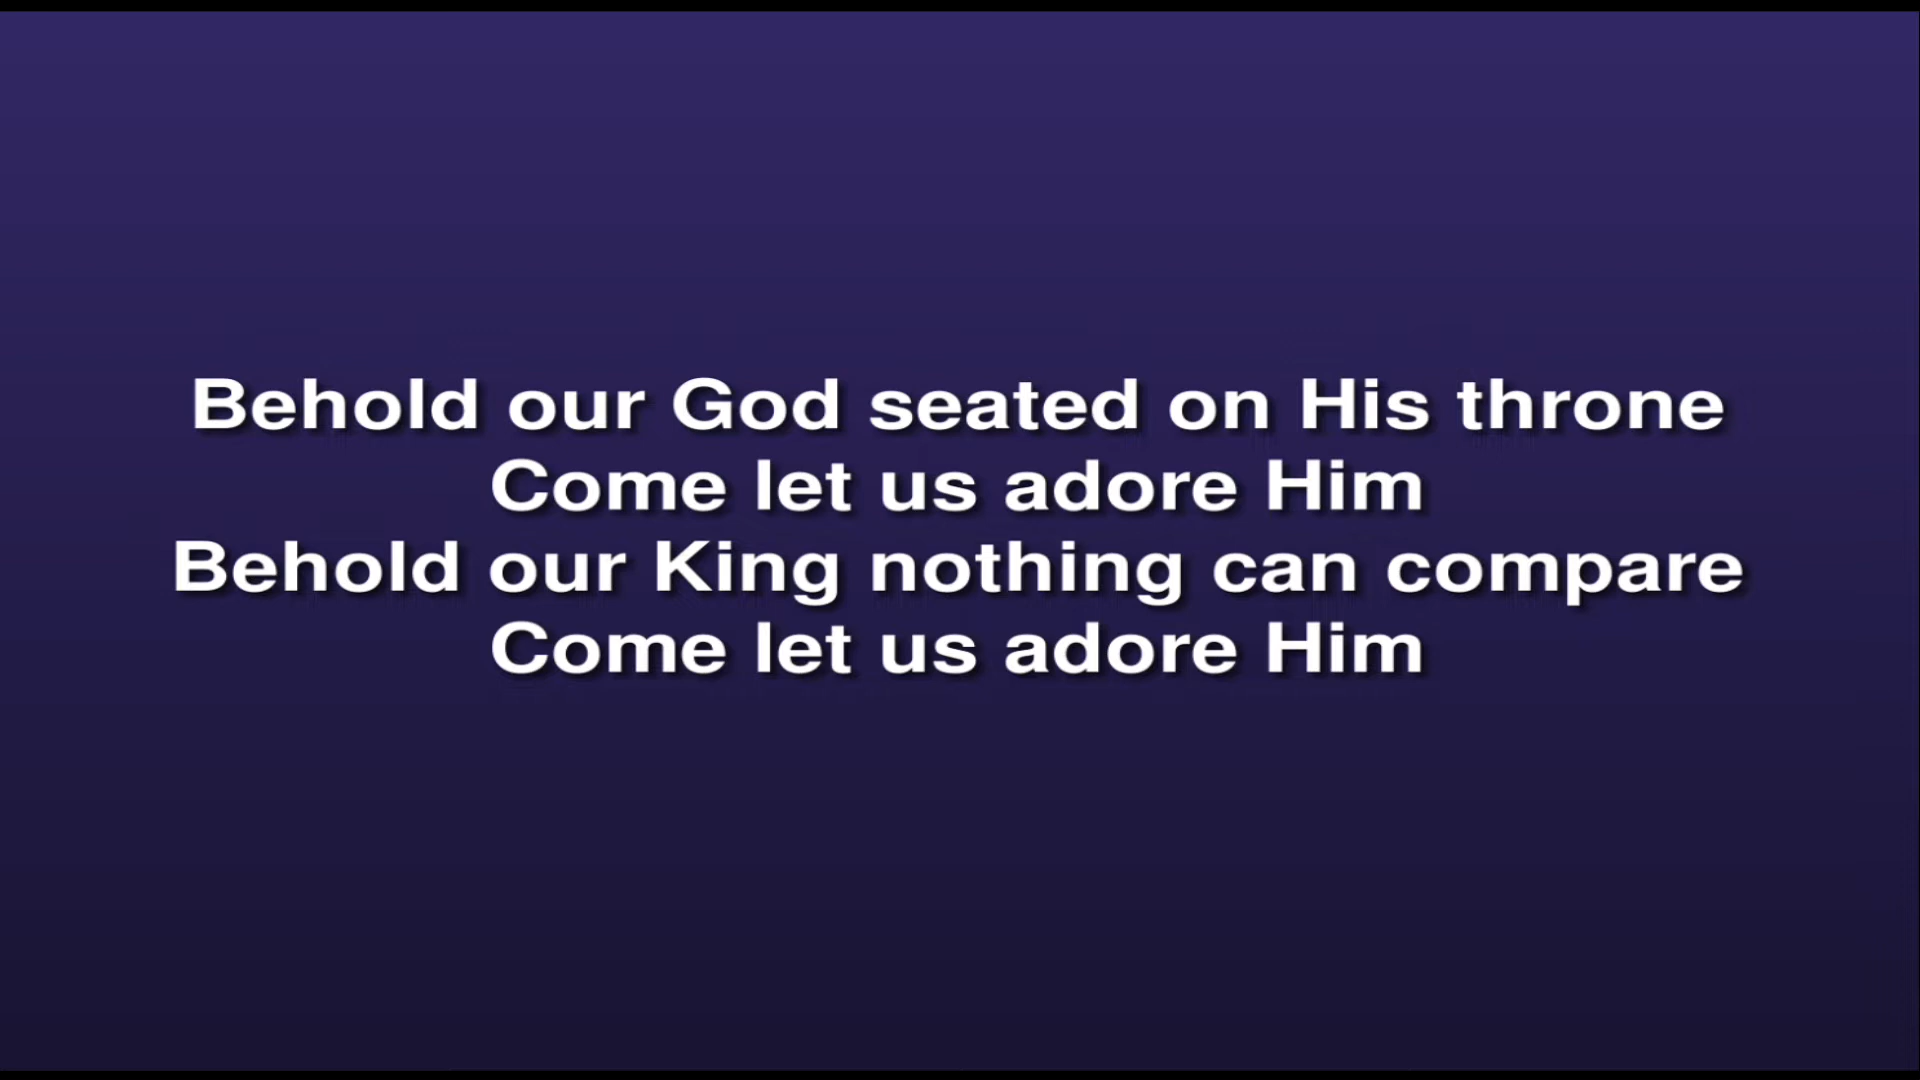 Behold our God seated on His throne
Come let us adore Him
Behold our King nothing can compare
Come let us adore Him